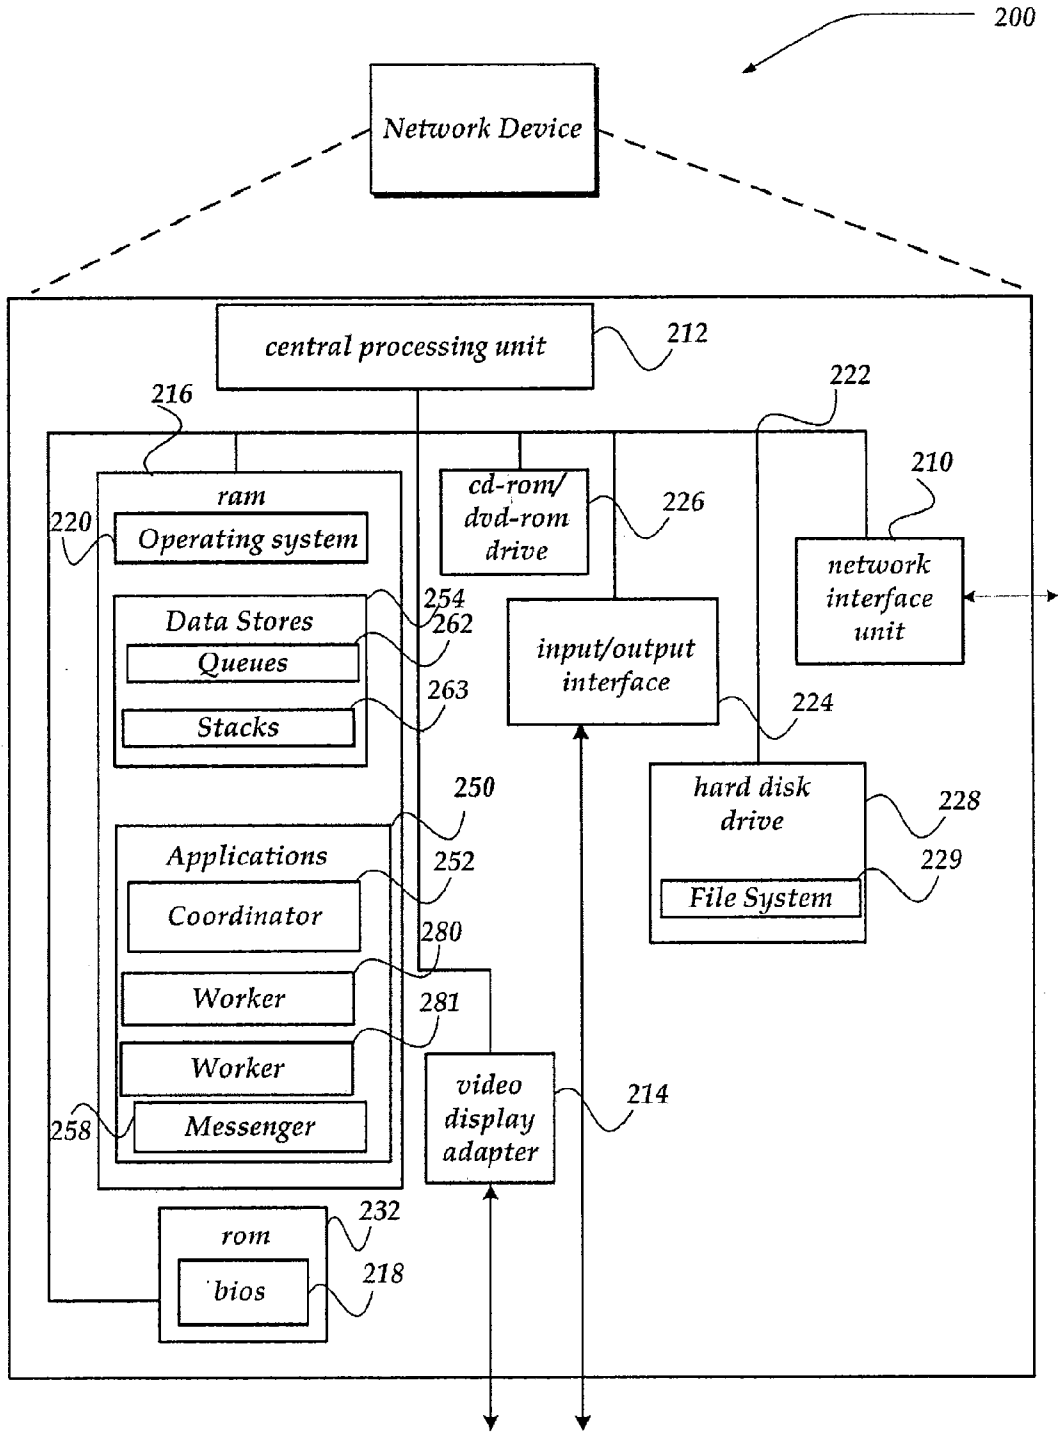 200
Network Device
central processing unit
212
216
222
210
ram
cd-rom/
dvd-rom
drive
226
220
Operating system
network
interface
unit
254
Data Stores
262
Queues
input/output
interface
263
Stacks
224
250
hard disk
drive
228
Applications
252
229
Coordinator
File System
280
Worker
281
Worker
video
display
adapter
214
258
Messenger
232
rom
218
bios